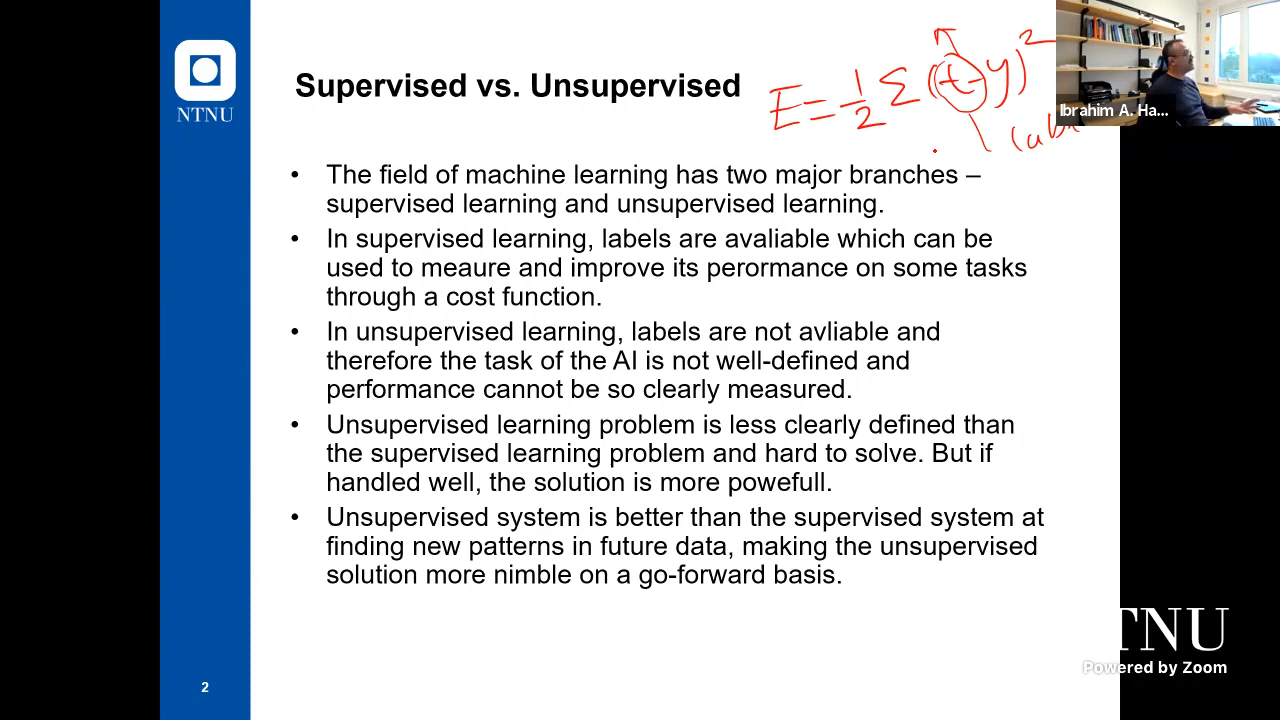 NTNU
Supervised vs. Unsupervised
E = 1/2 Σ (t - y)²
Ibrahim A. Ha...
• The field of machine learning has two major branches –
supervised learning and unsupervised learning.
• In supervised learning, labels are avaliable which can be
used to meaure and improve its perormance on some tasks
through a cost function.
• In unsupervised learning, labels are not avliable and
therefore the task of the AI is not well-defined and
performance cannot be so clearly measured.
• Unsupervised learning problem is less clearly defined than
the supervised learning problem and hard to solve. But if
handled well, the solution is more powefull.
• Unsupervised system is better than the supervised system at
finding new patterns in future data, making the unsupervised
solution more nimble on a go-forward basis.
NTNU
Powered by Zoom
2